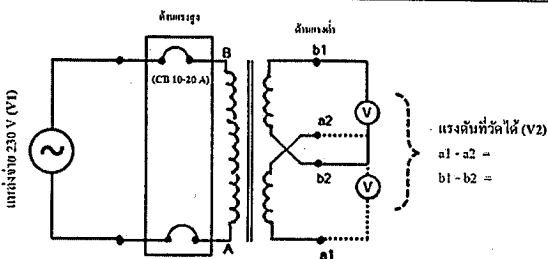 ด้านแรงสูง
ด้านแรงต่ำ
B
b1
(CB 10-20 A)
V
แหล่งจ่าย 230 V (V1)
a2
แรงดันที่วัดได้ (V2)
a1 - a2 =
b2
b1 - b2 =
V
A
a1